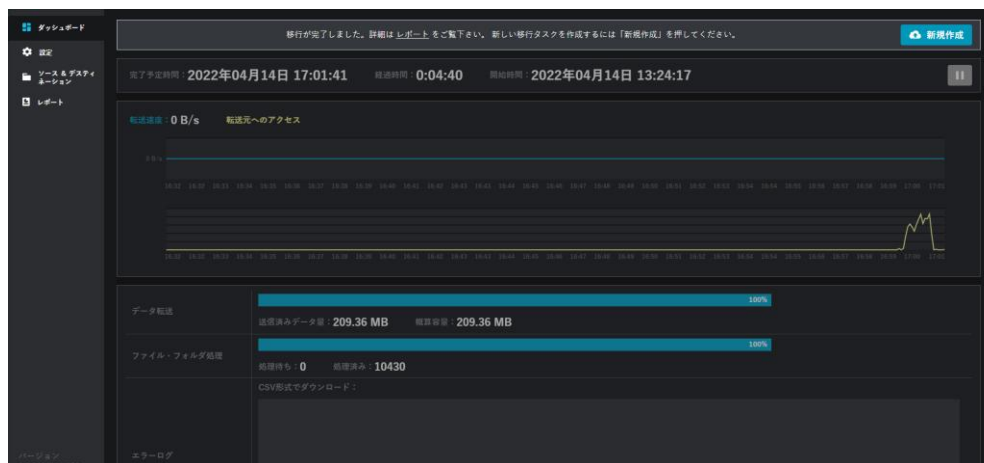 ダッシュボード
移行が完了しました。詳細は レポート をご覧下さい。 新しい移行タスクを作成するには「新規作成」を押してください。
新規作成
設定
ソース & デスティ
ネーション
完了予定時間：2022年04月14日 17:01:41 経過時間：0:04:40 開始時間：2022年04月14日 13:24:17
レポート
転送速度：0 B/s 転送元へのアクセス
0 B/s
データ転送
100%
送信済みデータ量：209.36 MB 概算容量：209.36 MB
ファイル・フォルダ処理
100%
処理待ち：0 処理済み：10430
CSV形式でダウンロード：
エラーログ
バージョン